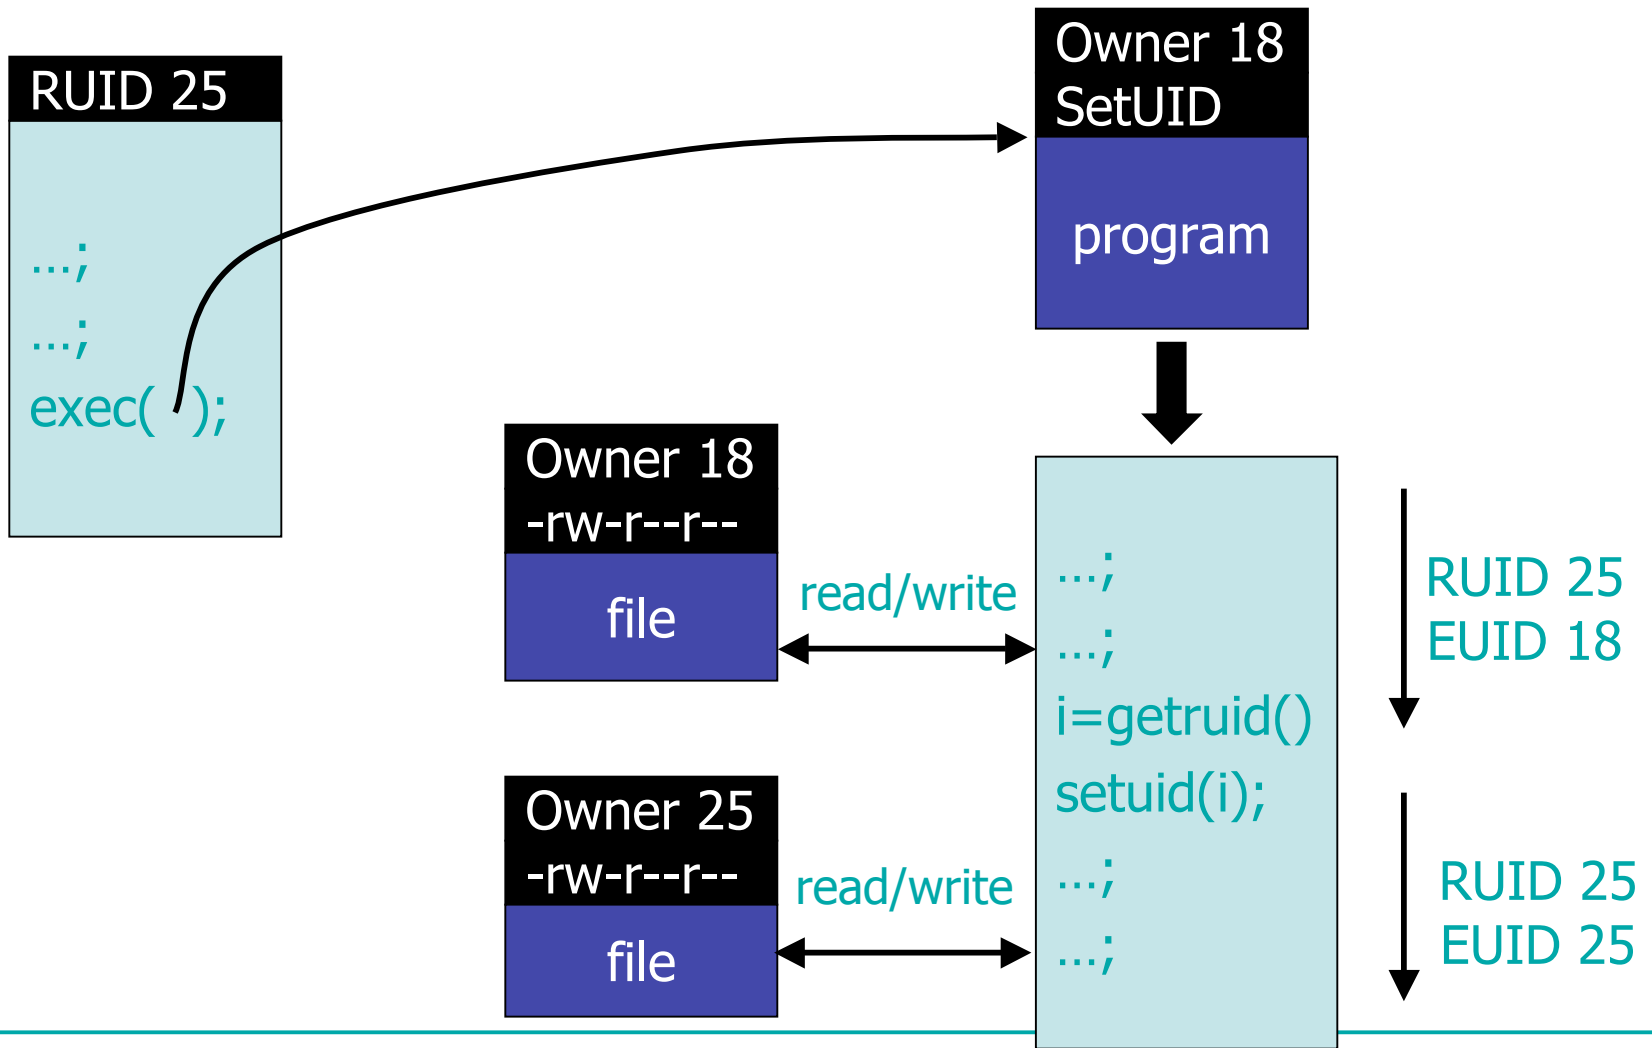 RUID 25
...;
...;
exec( );
Owner 18
SetUID
program
Owner 18
-rw-r--r--
file
read/write
Owner 25
-rw-r--r--
file
read/write
...;
...;
i=getruid()
setuid(i);
...;
...;
RUID 25
EUID 18
RUID 25
EUID 25